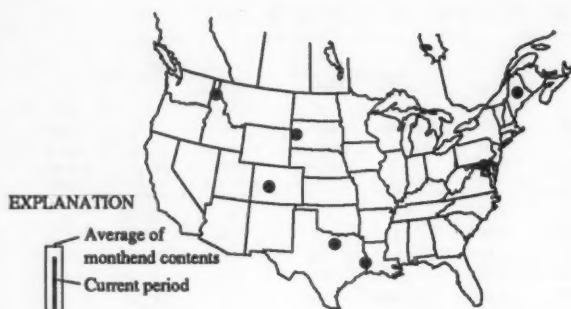 EXPLANATION
Average of
monthend contents
Current period